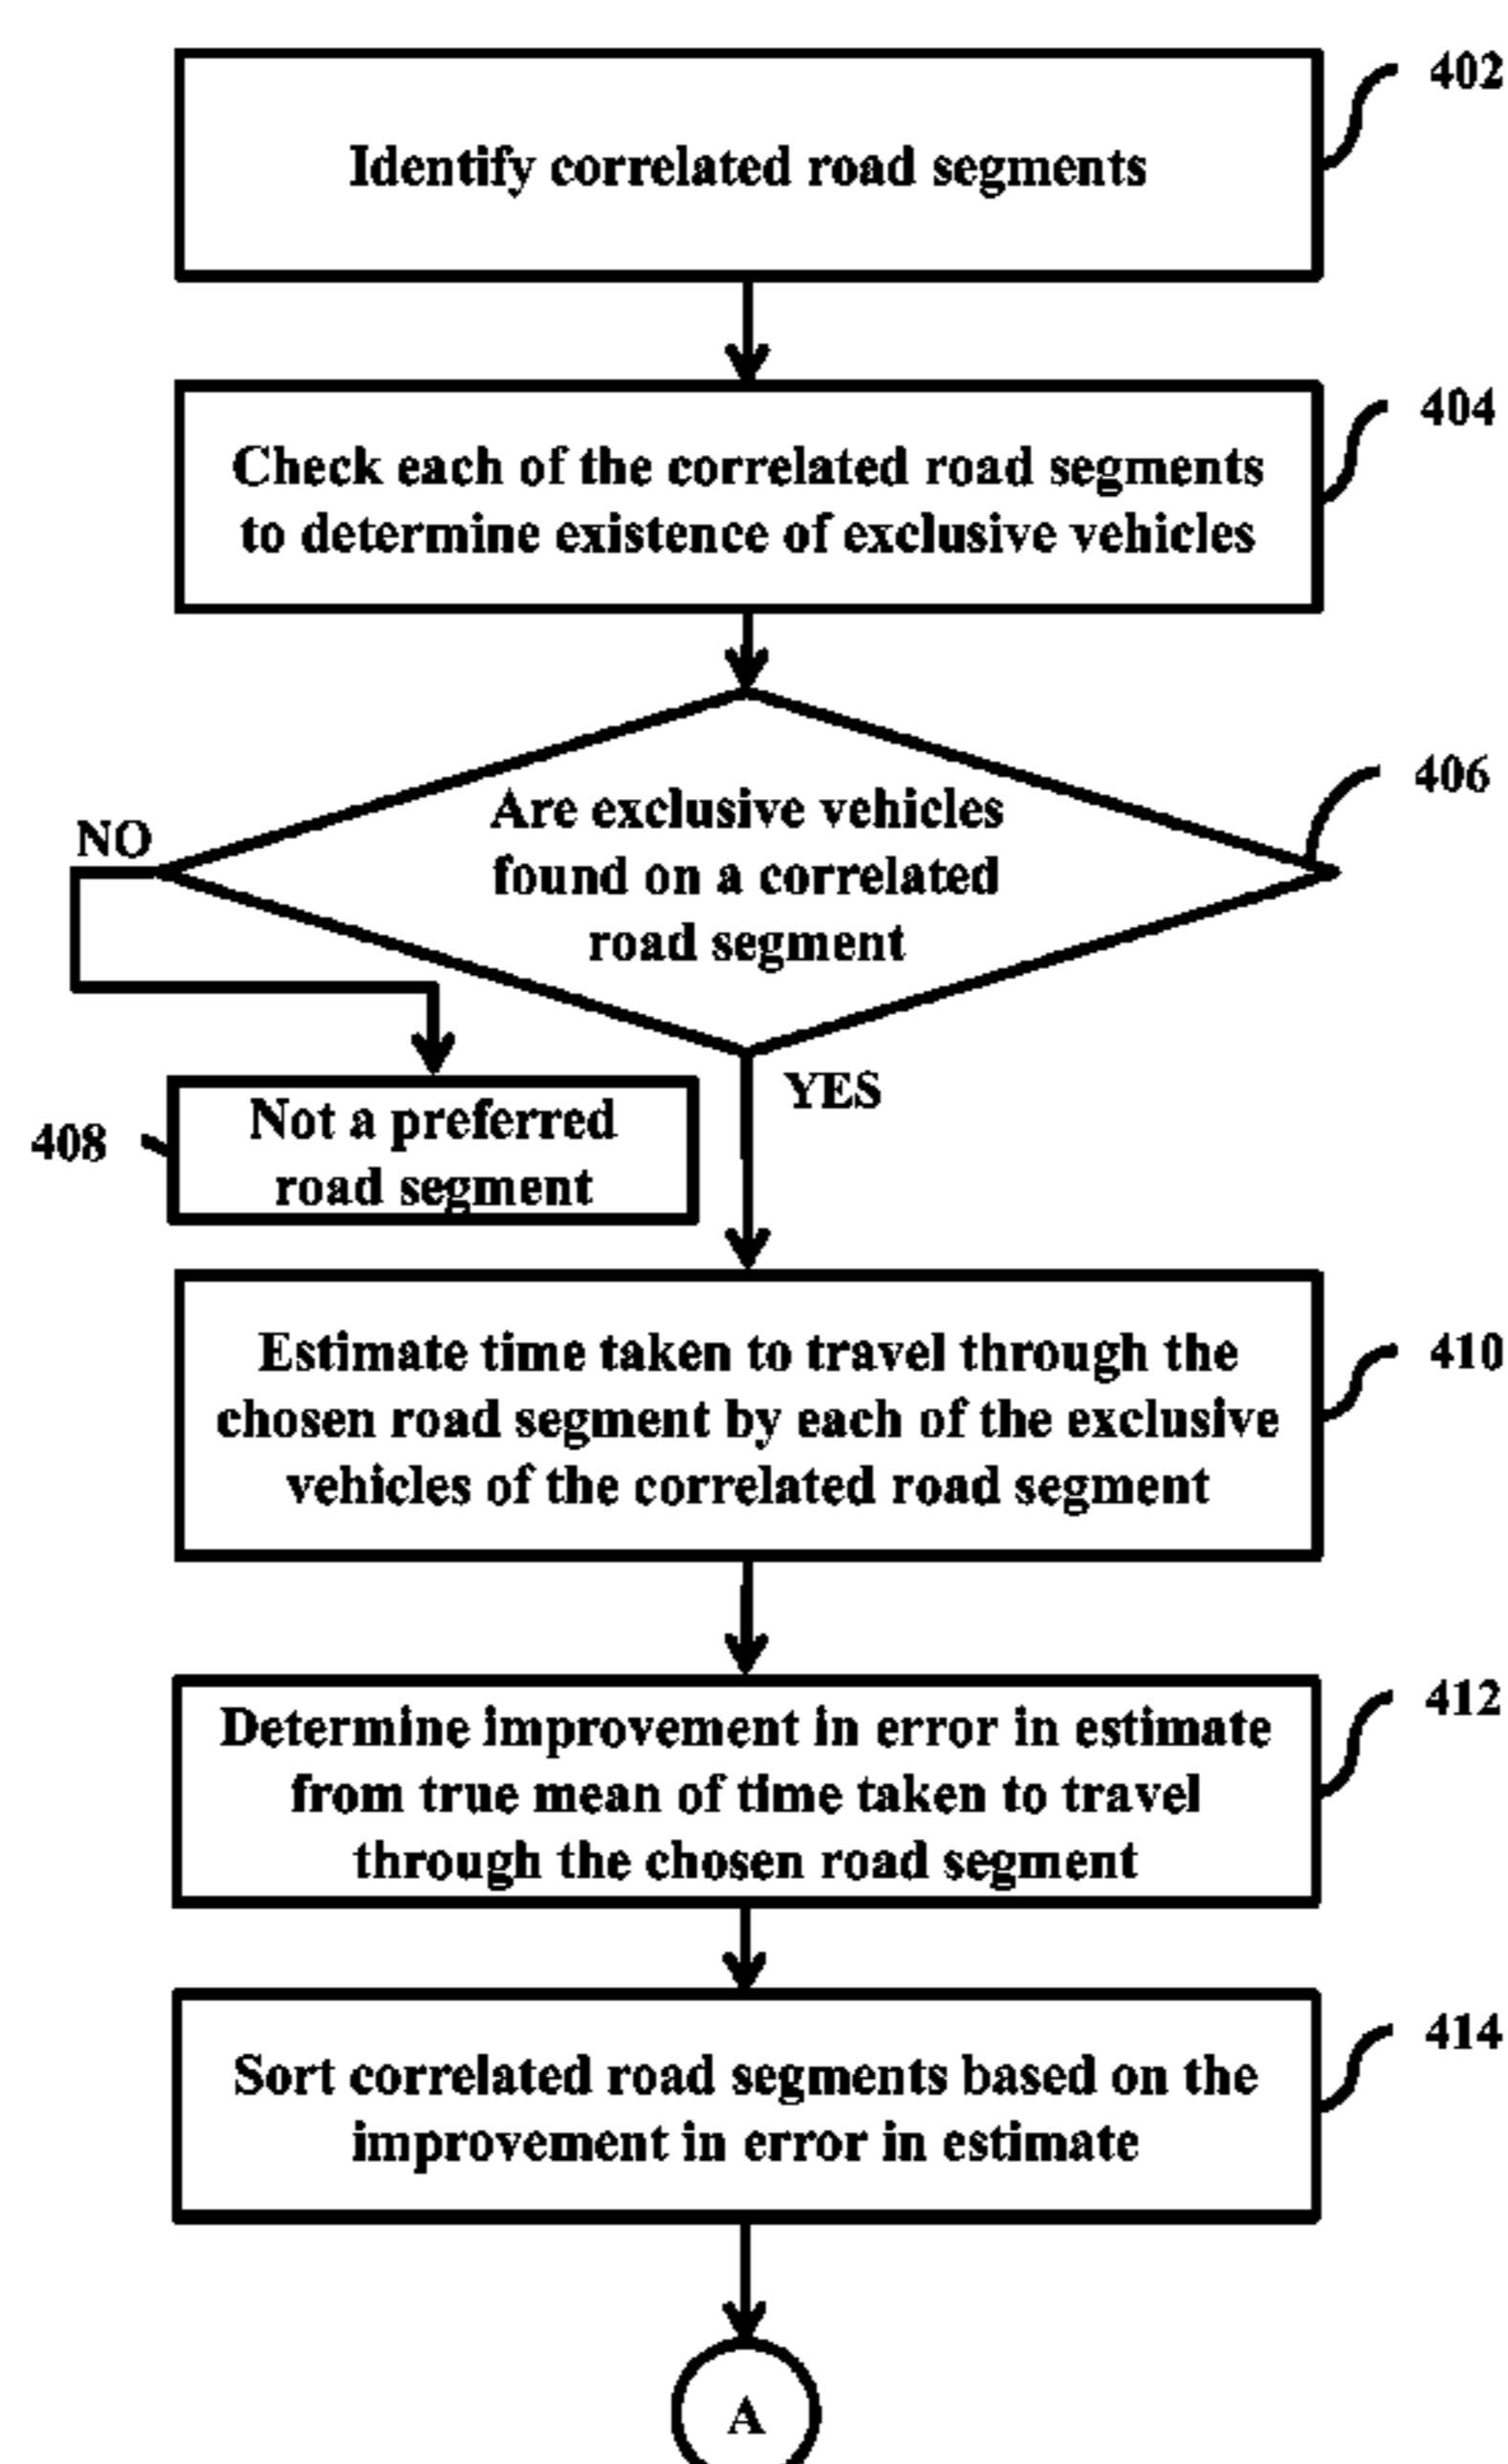 402
Identify correlated road segments
404
Check each of the correlated road segments
to determine existence of exclusive vehicles
406
Are exclusive vehicles
found on a correlated
road segment
NO
YES
408
Not a preferred
road segment
410
Estimate time taken to travel through the
chosen road segment by each of the exclusive
vehicles of the correlated road segment
412
Determine improvement in error in estimate
from true mean of time taken to travel
through the chosen road segment
414
Sort correlated road segments based on the
improvement in error in estimate
A